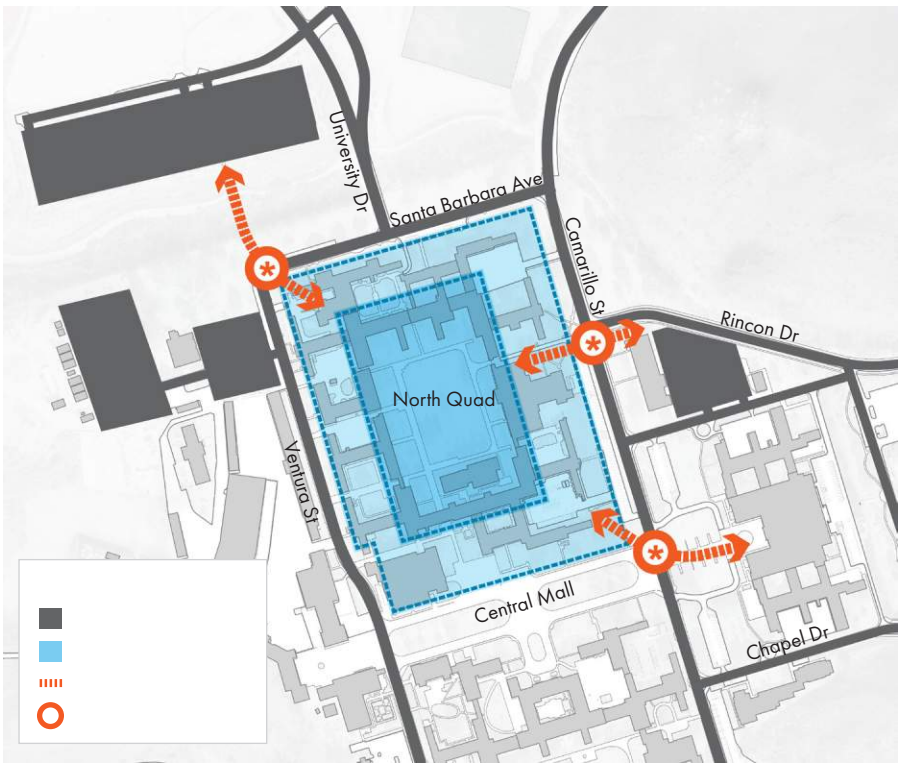 University Dr
Santa Barbara Ave
Camarillo St
Rincon Dr
North Quad
Ventura St
Central Mall
Chapel Dr